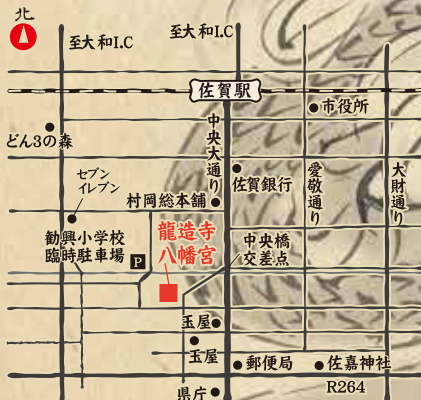 北
至大和I.C
至大和I.C
佐賀駅
市役所
どん3の森
中央大通り
セブン
イレブン
佐賀銀行
愛敬通り
大財通り
村岡総本舗
勧興小学校
臨時駐車場
P
龍造寺
八幡宮
中央橋
交差点
玉屋
玉屋
郵便局
佐嘉神社
県庁
R264